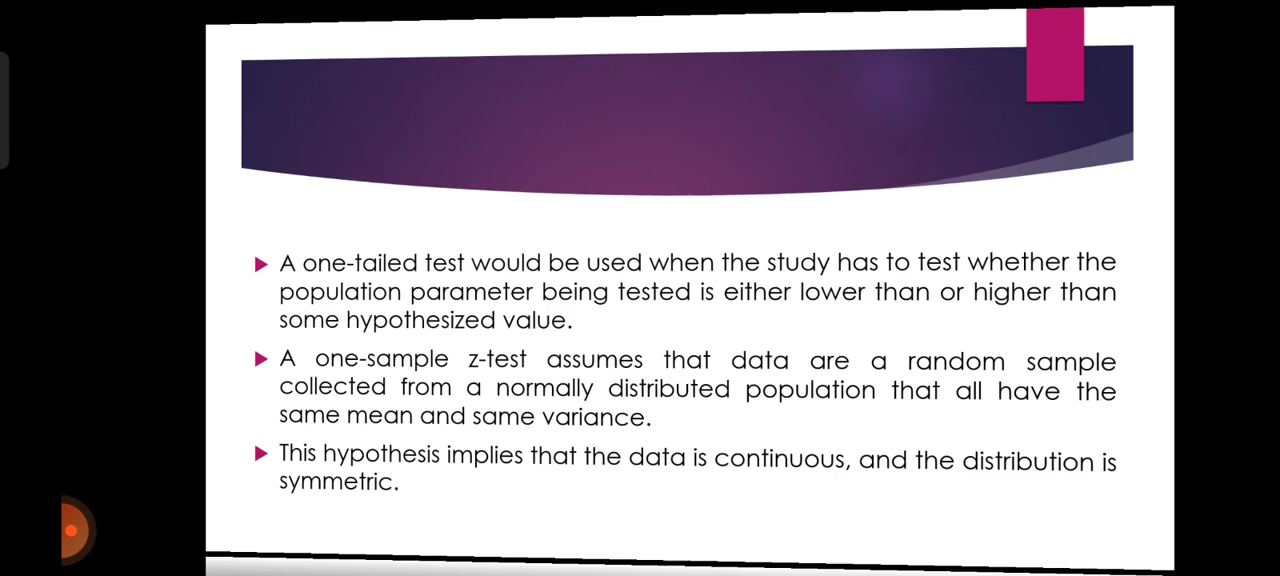 A one-tailed test would be used when the study has to test whether the
population parameter being tested is either lower than or higher than
some hypothesized value.
A one-sample z-test assumes that data are a random sample
collected from a normally distributed population that all have the
same mean and same variance.
This hypothesis implies that the data is continuous, and the distribution is
symmetric.